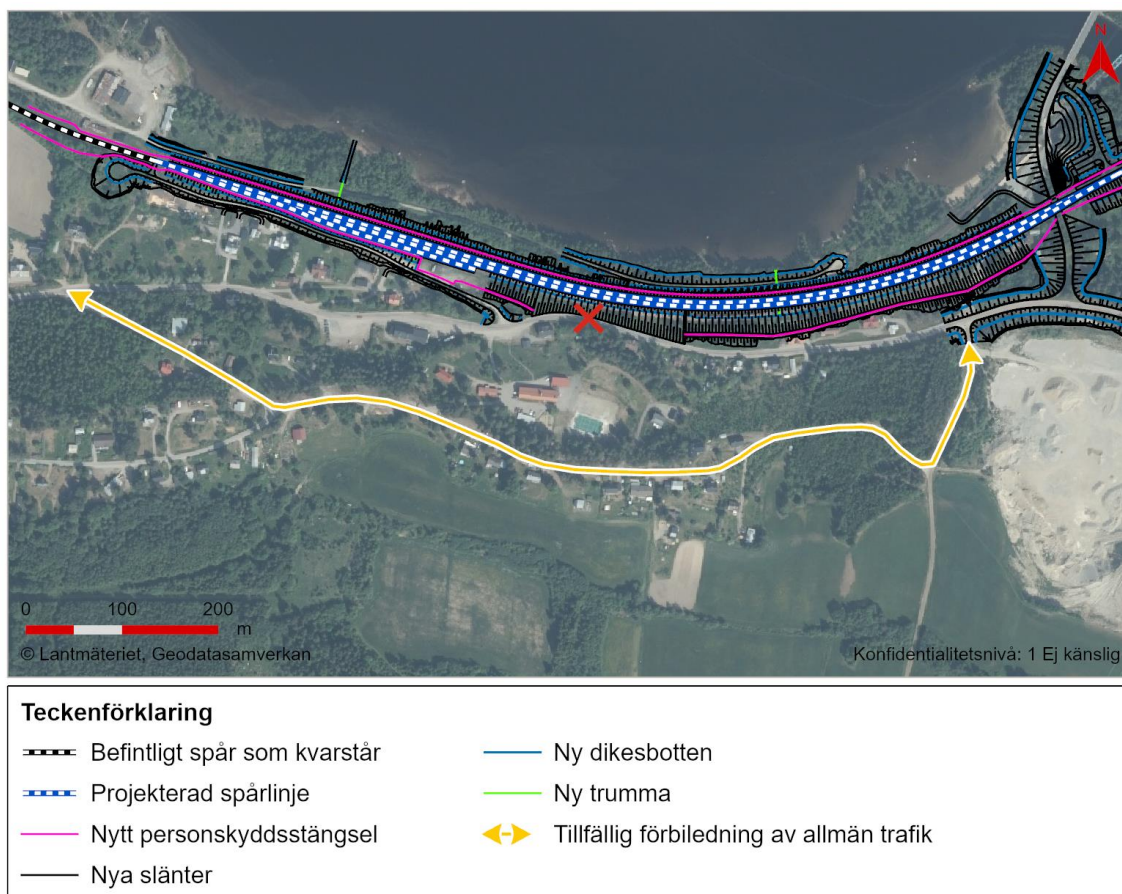 N
0 100 200
m
© Lantmäteriet, Geodatasamverkan
Konfidentialitetsnivå: 1 Ej känslig
Teckenförklaring
Befintligt spår som kvarstår
Projekterad spårlinje
Nytt personskyddsstängsel
Nya slänter
Ny dikesbotten
Ny trumma
Tillfällig förbiledning av allmän trafik